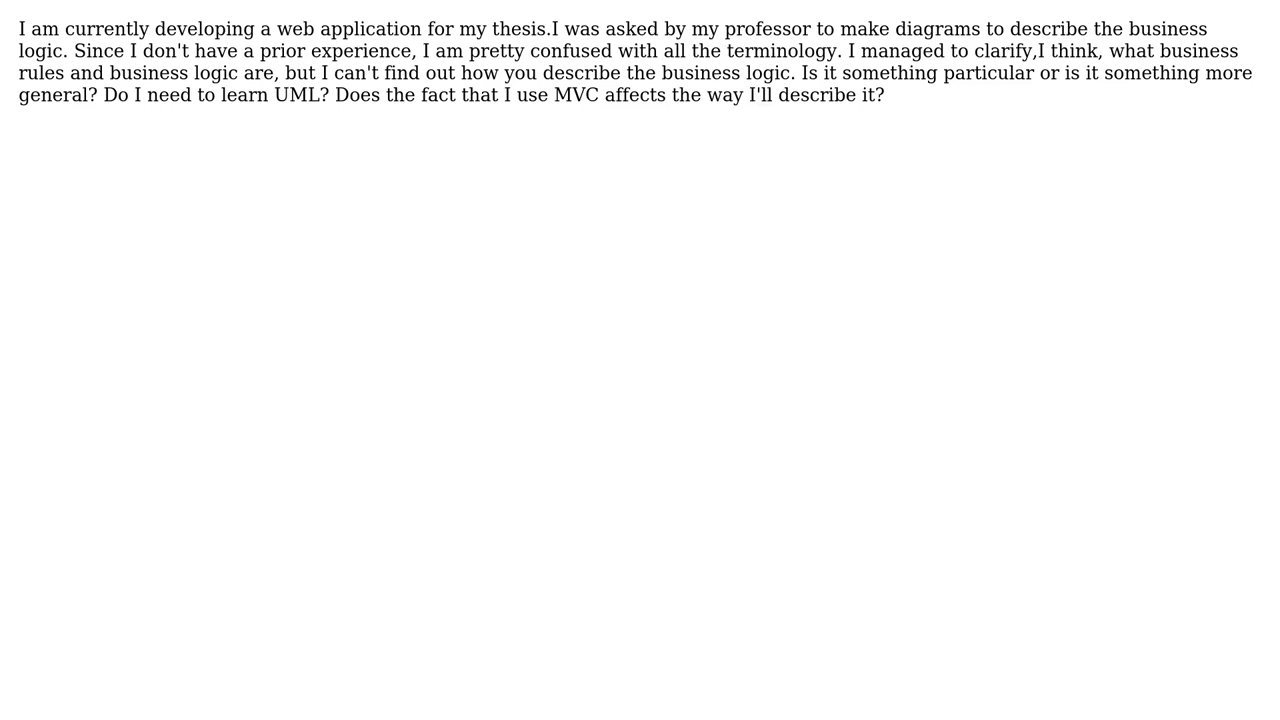 I am currently developing a web application for my thesis.I was asked by my professor to make diagrams to describe the business
logic. Since I don't have a prior experience, I am pretty confused with all the terminology. I managed to clarify,I think, what business
rules and business logic are, but I can't find out how you describe the business logic. Is it something particular or is it something more
general? Do I need to learn UML? Does the fact that I use MVC affects the way I'll describe it?